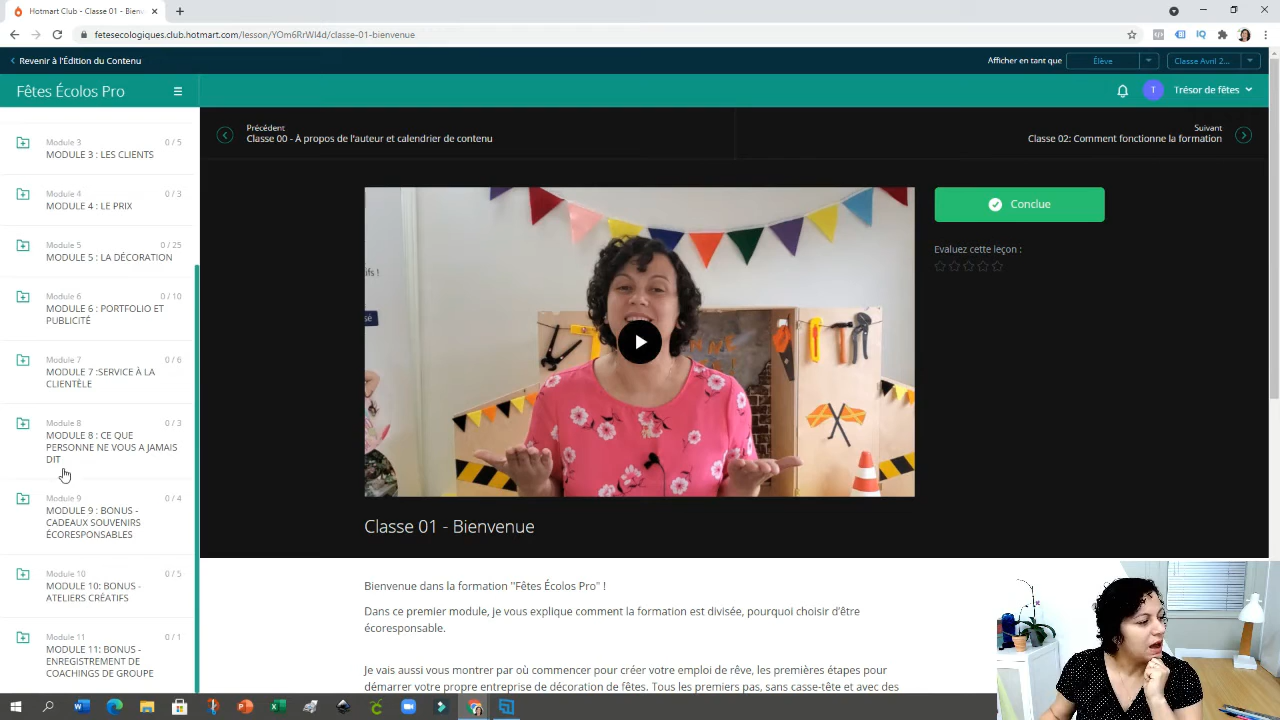 Hotmart Club - Classe 01 - Bien
fetesecologiques.club.hotmart.com/lesson/YOm6RrWl4d/classe-01-bienvenue
Revenir à l'Édition du Contenu
Afficher en tant que
Élève
Classe Avril 2...
Fêtes Écolos Pro
T
Trésor de fêtes
Précédent
Classe 00 - À propos de l'auteur et calendrier de contenu
Suivant
Classe 02: Comment fonctionne la formation
Module 3
0 / 5
MODULE 3 : LES CLIENTS
Module 4
0 / 3
MODULE 4 : LE PRIX
Module 5
0 / 25
MODULE 5 : LA DÉCORATION
Module 6
0 / 10
MODULE 6 : PORTFOLIO ET
PUBLICITÉ
Module 7
0 / 6
MODULE 7 :SERVICE À LA
CLIENTÈLE
Module 8
0 / 3
MODULE 8 : CE QUE
PERSONNE NE VOUS A JAMAIS
DIT
Module 9
0 / 4
MODULE 9 : BONUS -
CADEAUX SOUVENIRS
ÉCORESPONSABLES
Module 10
0 / 5
MODULE 10: BONUS -
ATELIERS CRÉATIFS
Module 11
0 / 1
MODULE 11: BONUS -
ENREGISTREMENT DE
COACHINGS DE GROUPE
Conclue
Evaluez cette leçon :
Classe 01 - Bienvenue
Bienvenue dans la formation "Fêtes Écolos Pro" !
Dans ce premier module, je vous explique comment la formation est divisée, pourquoi choisir d'être
écoresponsable.
Je vais aussi vous montrer par où commencer pour créer votre emploi de rêve, les premières étapes pour
démarrer votre propre entreprise de décoration de fêtes. Tous les premiers pas, sans casse-tête et avec des